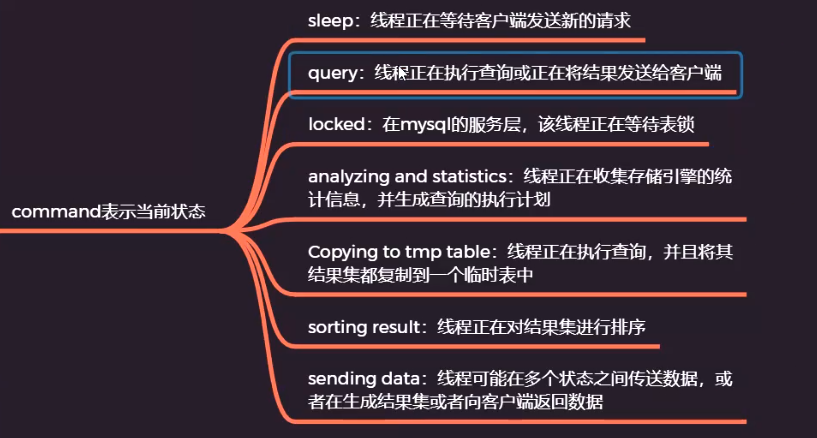 sleep：线程正在等待客户端发送新的请求
query：线程正在执行查询或正在将结果发送给客户端
locked：在mysql的服务层，该线程正在等待表锁
analyzing and statistics：线程正在收集存储引擎的统
计信息，并生成查询的执行计划
command表示当前状态
Copying to tmp table：线程正在执行查询，并且将其
结果集都复制到一个临时表中
sorting result：线程正在对结果集进行排序
sending data：线程可能在多个状态之间传送数据，或
者在生成结果集或者向客户端返回数据